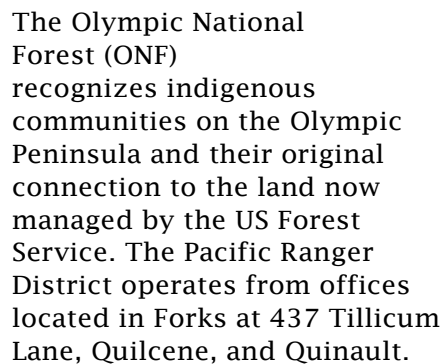 The Olympic National
Forest (ONF)
recognizes indigenous
communities on the Olympic
Peninsula and their original
connection to the land now
managed by the US Forest
Service. The Pacific Ranger
District operates from offices
located in Forks at 437 Tillicum
Lane, Quilcene, and Quinault.